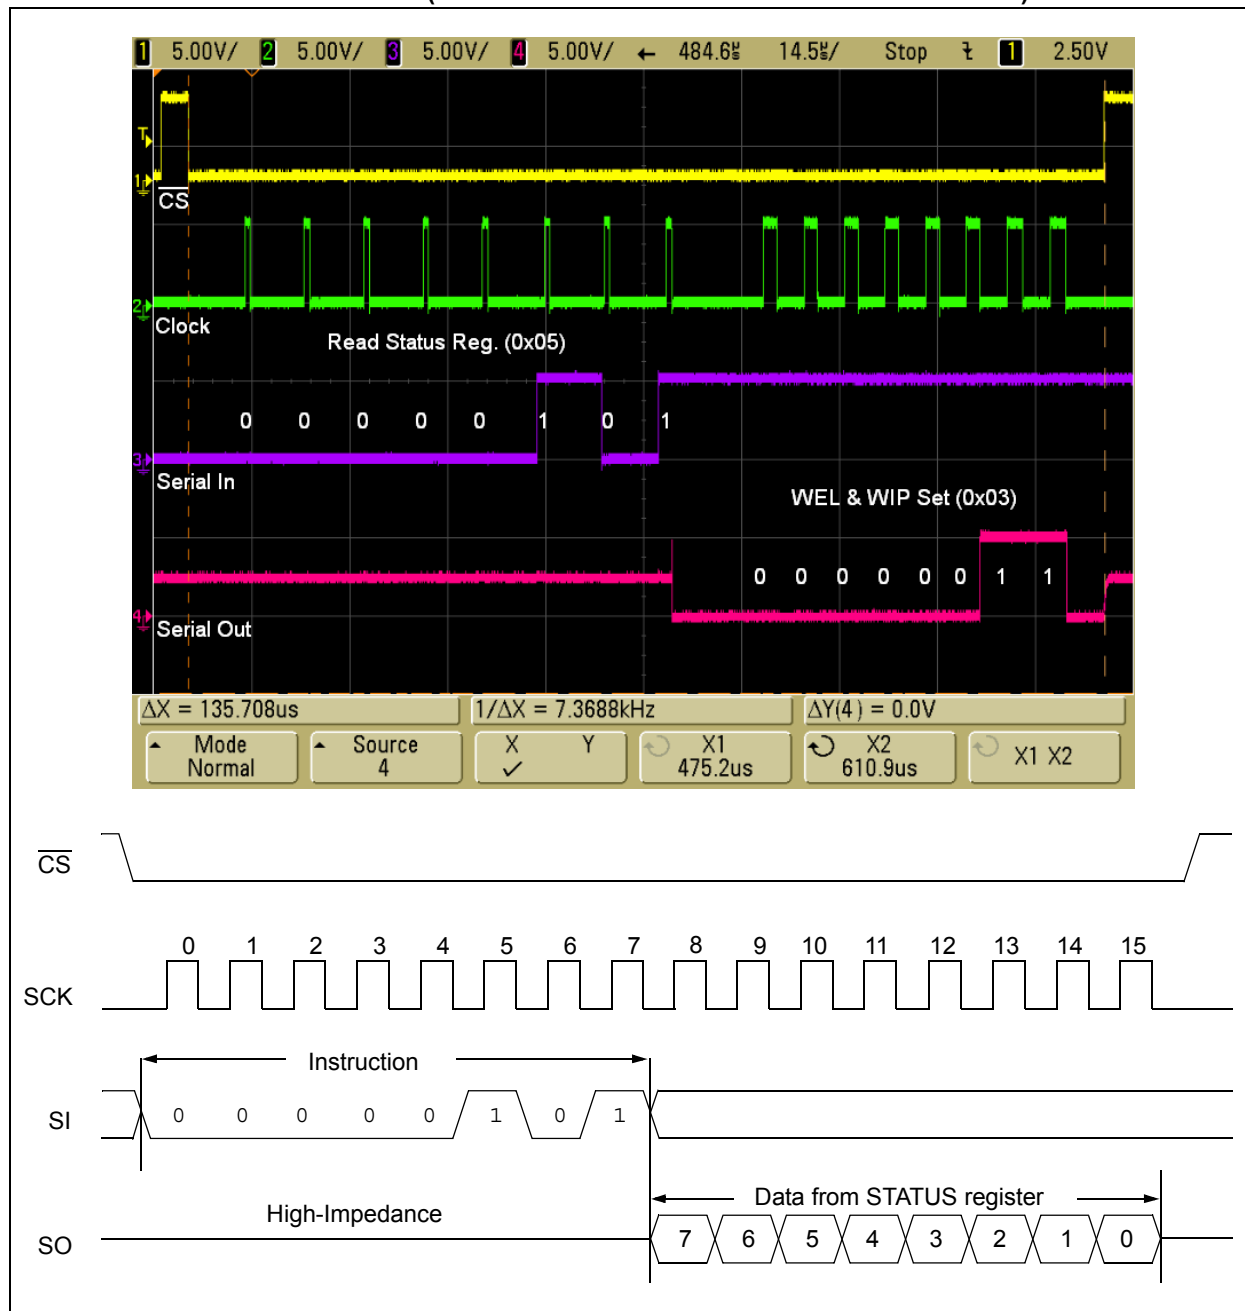 1 5.00V/ 2 5.00V/ 3 5.00V/ 4 5.00V/ ← 484.6µs 14.5µs/ Stop 1 2.50V
T
1
CS
2
Clock
Read Status Reg. (0x05)
0 0 0 0 0 1 0 1
3
Serial In
WEL & WIP Set (0x03)
0 0 0 0 0 0 1 1
4
Serial Out
ΔX = 135.708us 1/ΔX = 7.3688kHz ΔY(4) = 0.0V
Mode Source X Y X1 X2 X1 X2
Normal 4 ✓ 475.2us 610.9us
CS
0 1 2 3 4 5 6 7 8 9 10 11 12 13 14 15
SCK
Instruction
SI 0 0 0 0 0 1 0 1
Data from STATUS register
High-Impedance
SO 7 6 5 4 3 2 1 0